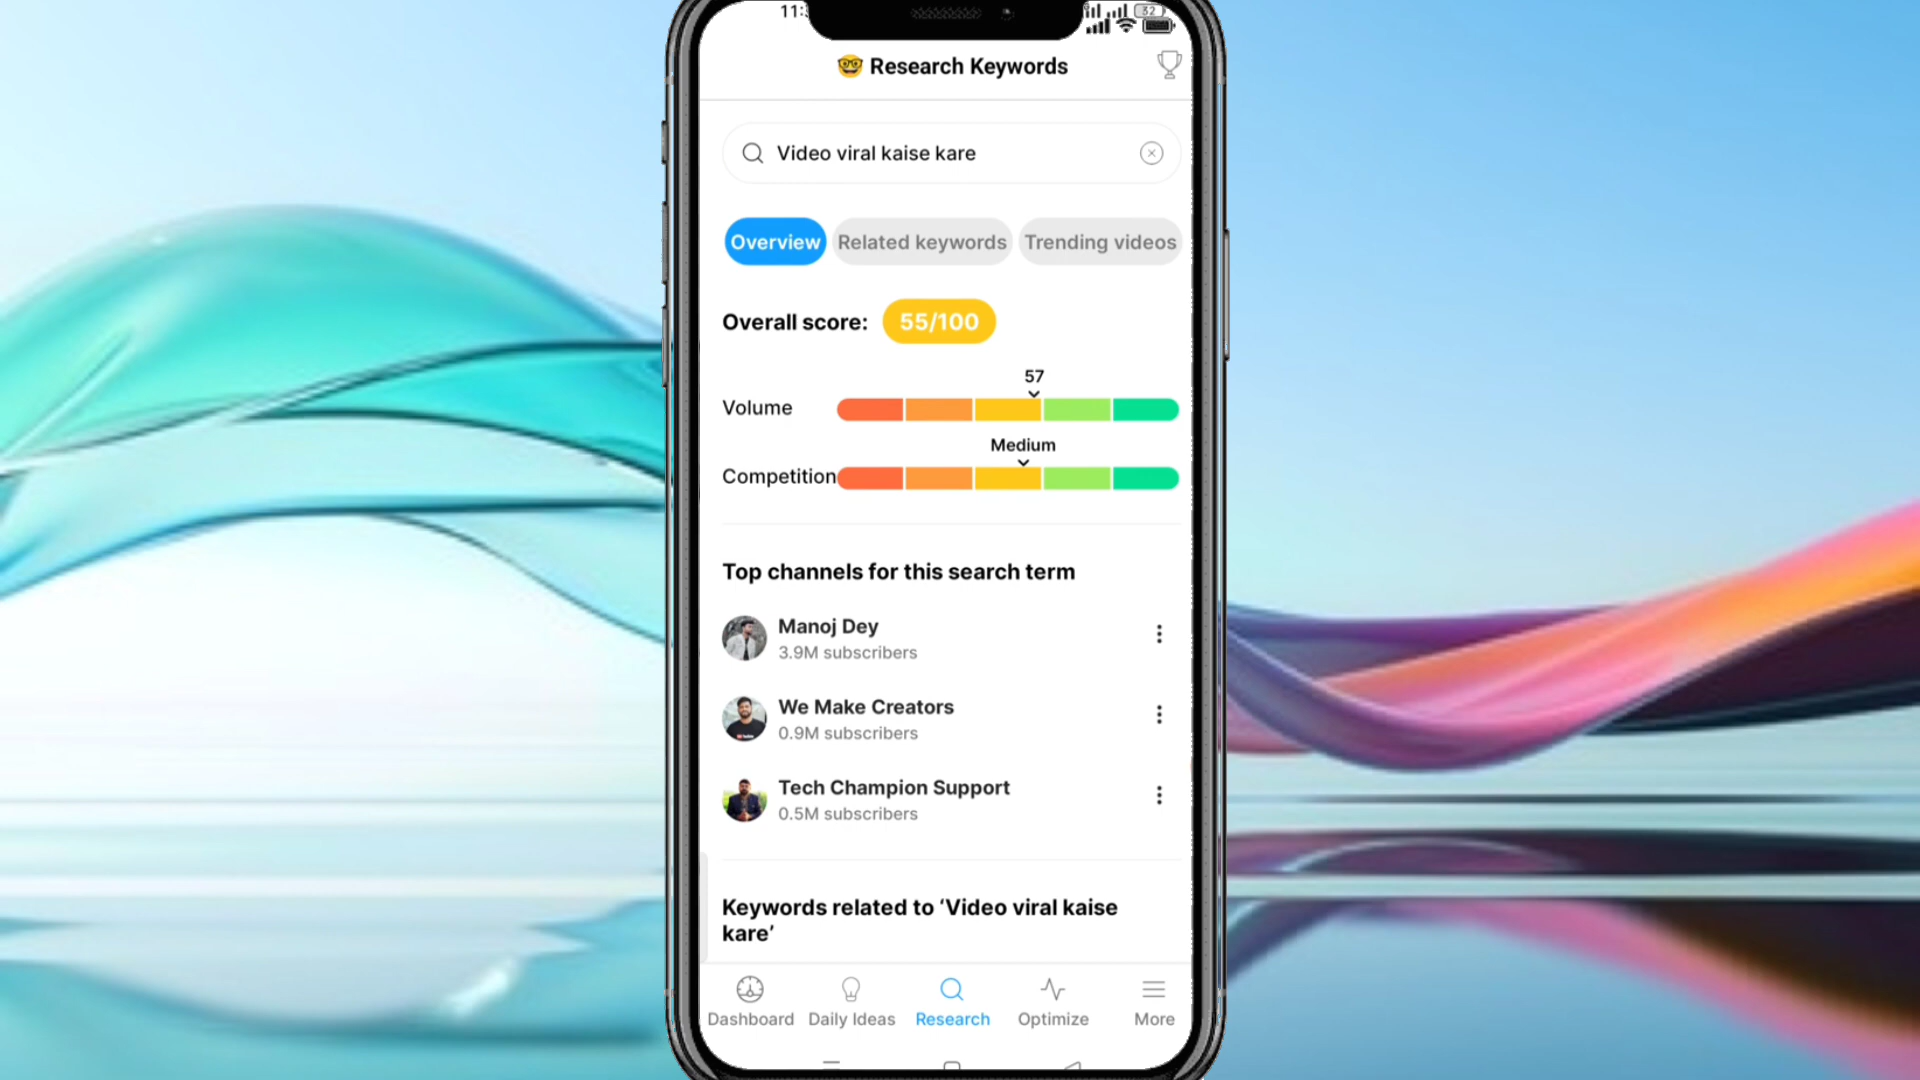 11:
32
🤓 Research Keywords
Video viral kaise kare
Overview Related keywords Trending videos
Overall score: 55/100
57
Volume
Medium
Competition
Top channels for this search term
Manoj Dey
3.9M subscribers
We Make Creators
0.9M subscribers
Tech Champion Support
0.5M subscribers
Keywords related to ‘Video viral kaise
kare’
Dashboard Daily Ideas Research Optimize More